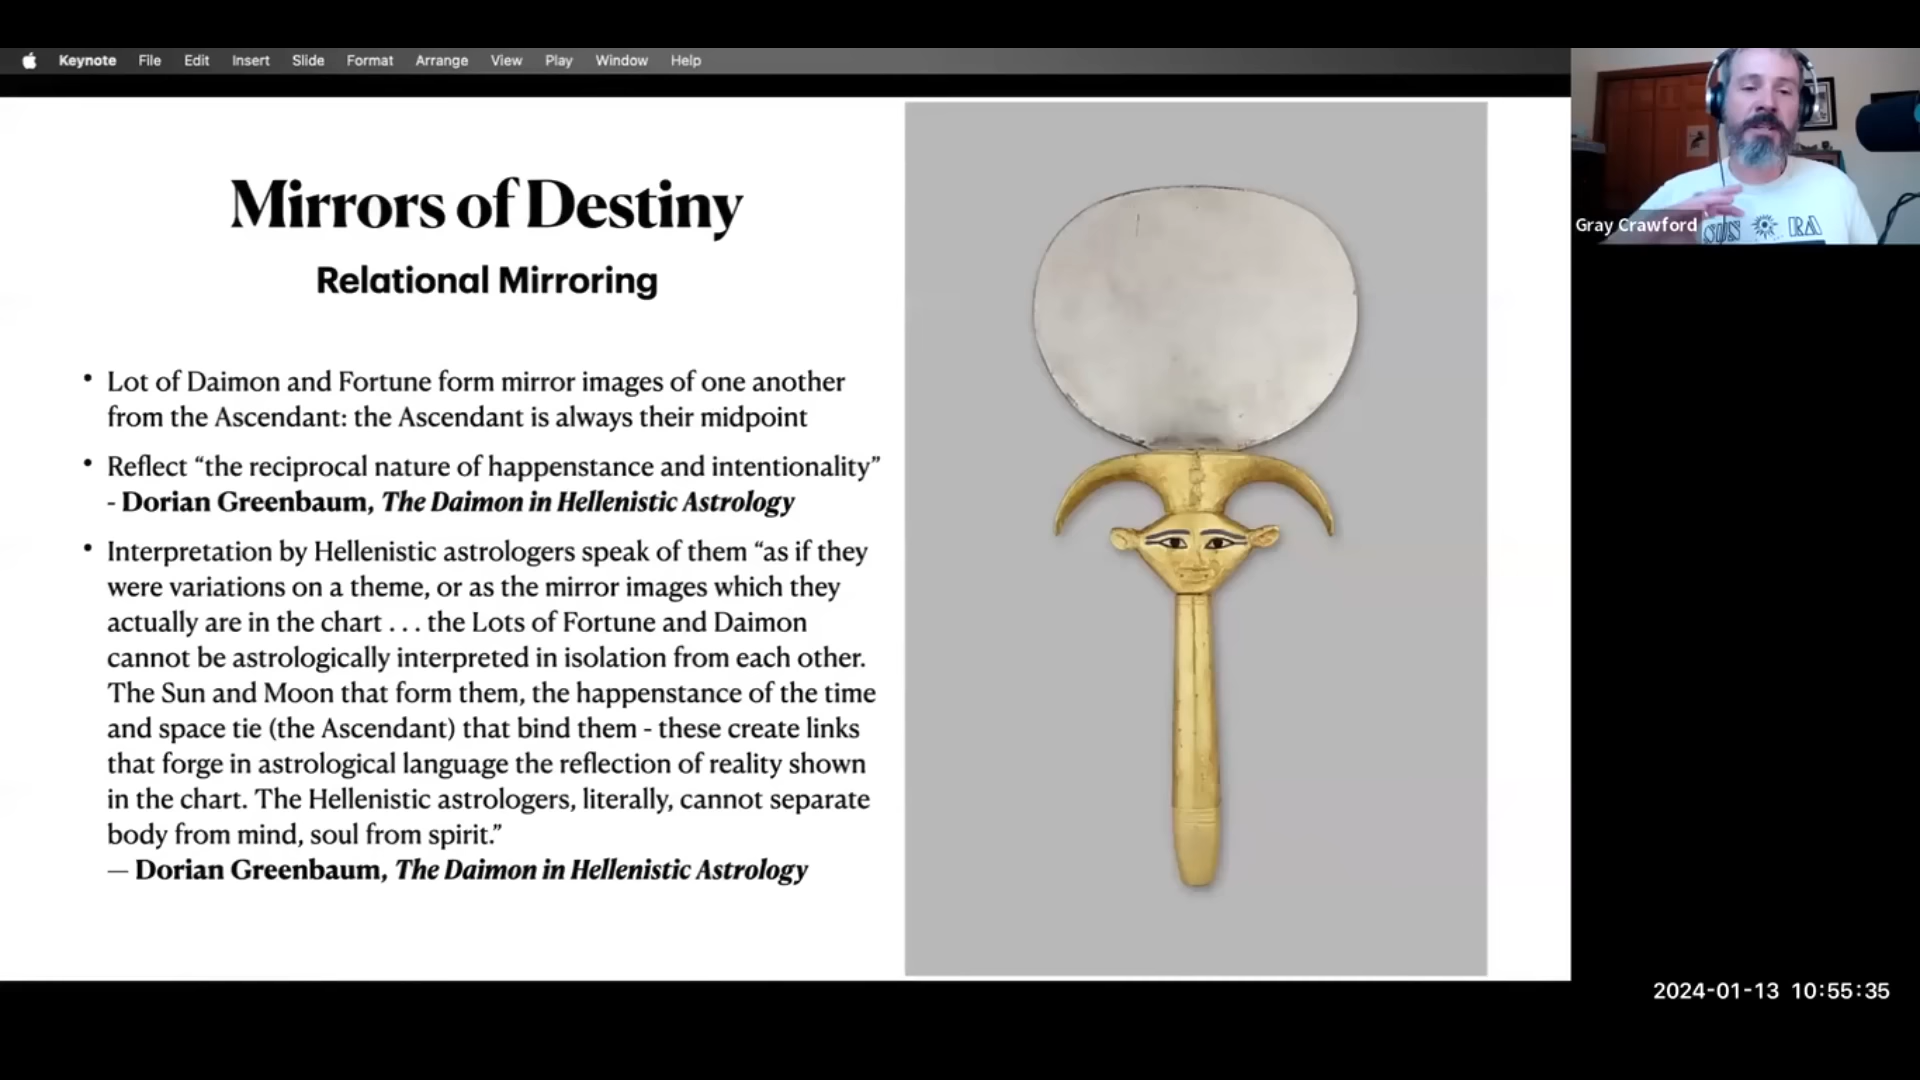 Keynote File Edit Insert Slide Format Arrange View Play Window Help
Mirrors of Destiny
Relational Mirroring
• Lot of Daimon and Fortune form mirror images of one another
from the Ascendant: the Ascendant is always their midpoint
• Reflect “the reciprocal nature of happenstance and intentionality”
- Dorian Greenbaum, The Daimon in Hellenistic Astrology
• Interpretation by Hellenistic astrologers speak of them “as if they
were variations on a theme, or as the mirror images which they
actually are in the chart . . . the Lots of Fortune and Daimon
cannot be astrologically interpreted in isolation from each other.
The Sun and Moon that form them, the happenstance of the time
and space tie (the Ascendant) that bind them - these create links
that forge in astrological language the reflection of reality shown
in the chart. The Hellenistic astrologers, literally, cannot separate
body from mind, soul from spirit.”
— Dorian Greenbaum, The Daimon in Hellenistic Astrology
Gray Crawford
SUN RA
2024-01-13 10:55:35